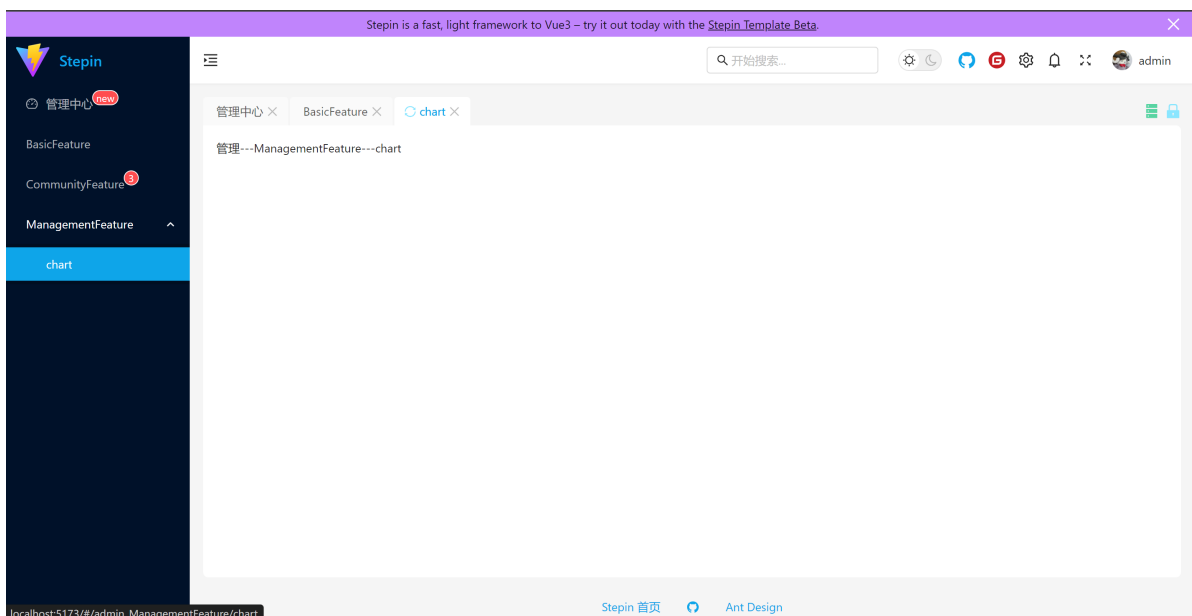 Stepin is a fast, light framework to Vue3 – try it out today with the Stepin Template Beta.
Stepin
开始搜索...
admin
管理中心 new
BasicFeature
CommunityFeature 3
ManagementFeature
chart
管理中心 BasicFeature chart
管理---ManagementFeature---chart
Stepin 首页 Ant Design
localhost:5173/#/admin_ManagementFeature/chart